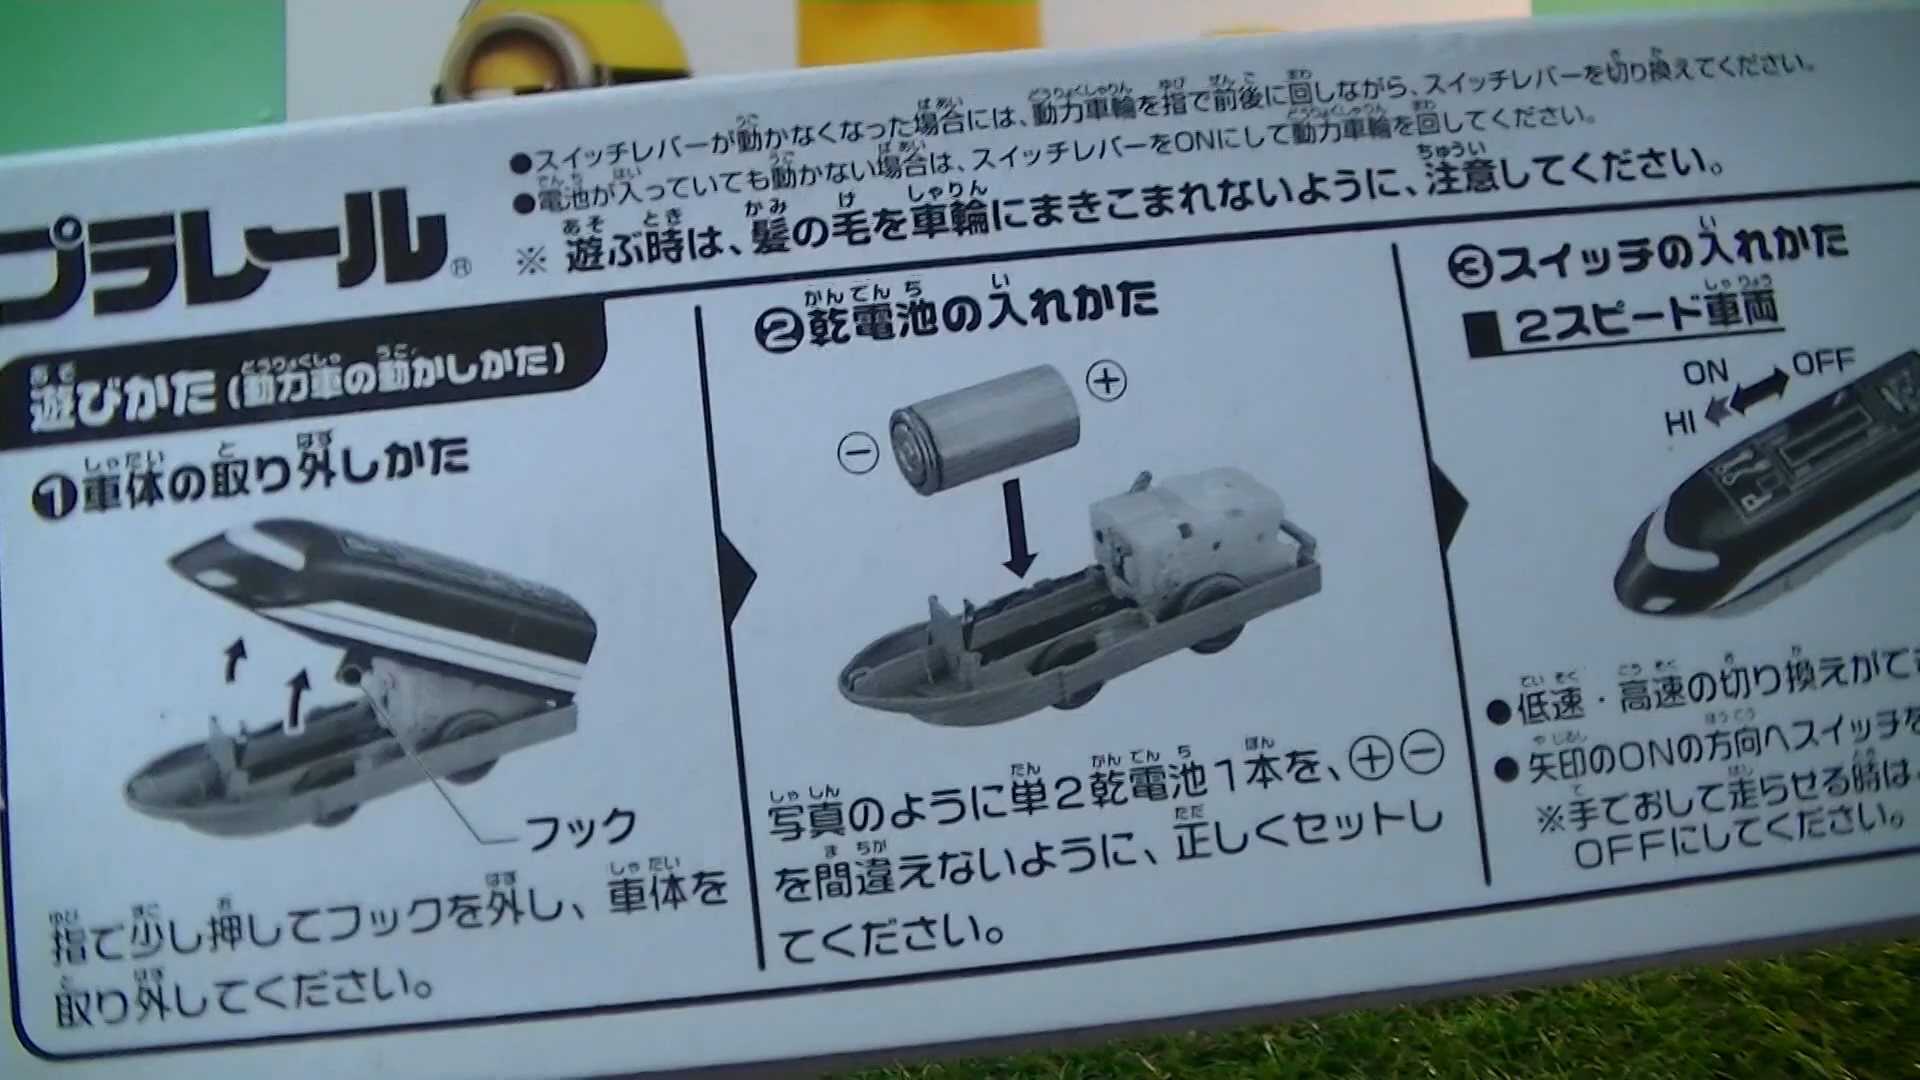 ●スイッチレバーが動かなくなった場合には、動力車輪を指で前後に回しながら、スイッチレバーを切り換えてください。
●電池が入っていても動かない場合は、スイッチレバーをONにして動力車輪を回してください。
※ 遊ぶ時は、髪の毛を車輪にまきこまれないように、注意してください。
プラレール®
遊びかた(動力車の動かしかた)
①車体の取り外しかた
フック
指で少し押してフックを外し、車体を
取り外してください。
②乾電池の入れかた
⊕
⊖
写真のように単2乾電池1本を、⊕⊖
を間違えないように、正しくセットし
てください。
③スイッチの入れかた
■2スピード車両
ON OFF
HI
●低速・高速の切り換えがで
●矢印のONの方向へスイッチを
※手でおして走らせる時は
OFFにしてください。